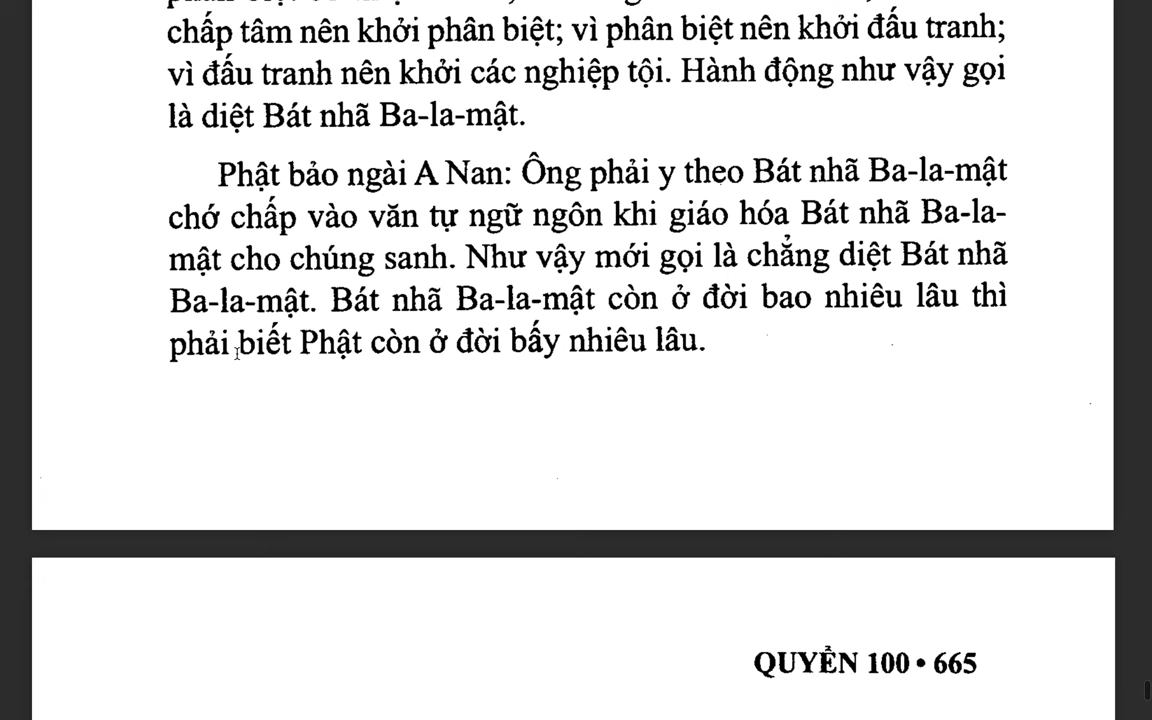 chấp tâm nên khởi phân biệt; vì phân biệt nên khởi đấu tranh;
vì đấu tranh nên khởi các nghiệp tội. Hành động như vậy gọi
là diệt Bát nhã Ba-la-mật.
Phật bảo ngài A Nan: Ông phải y theo Bát nhã Ba-la-mật
chớ chấp vào văn tự ngữ ngôn khi giáo hóa Bát nhã Ba-la-
mật cho chúng sanh. Như vậy mới gọi là chẳng diệt Bát nhã
Ba-la-mật. Bát nhã Ba-la-mật còn ở đời bao nhiêu lâu thì
phải biết Phật còn ở đời bấy nhiêu lâu.
QUYỂN 100 • 665